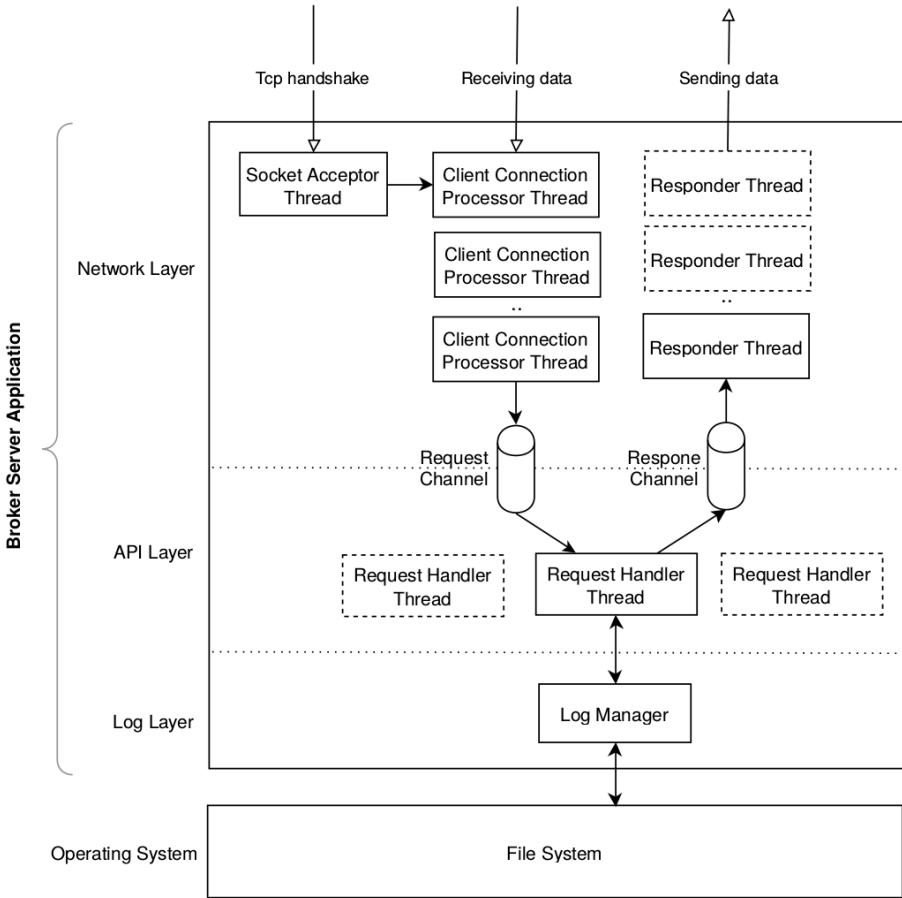 Tcp handshake
Receiving data
Sending data
Socket Acceptor
Thread
Client Connection
Processor Thread
Responder Thread
Network Layer
Client Connection
Processor Thread
Responder Thread
..
..
Client Connection
Processor Thread
Responder Thread
Broker Server Application
Request
Channel
Respone
Channel
API Layer
Request Handler
Thread
Request Handler
Thread
Request Handler
Thread
Log Layer
Log Manager
Operating System
File System